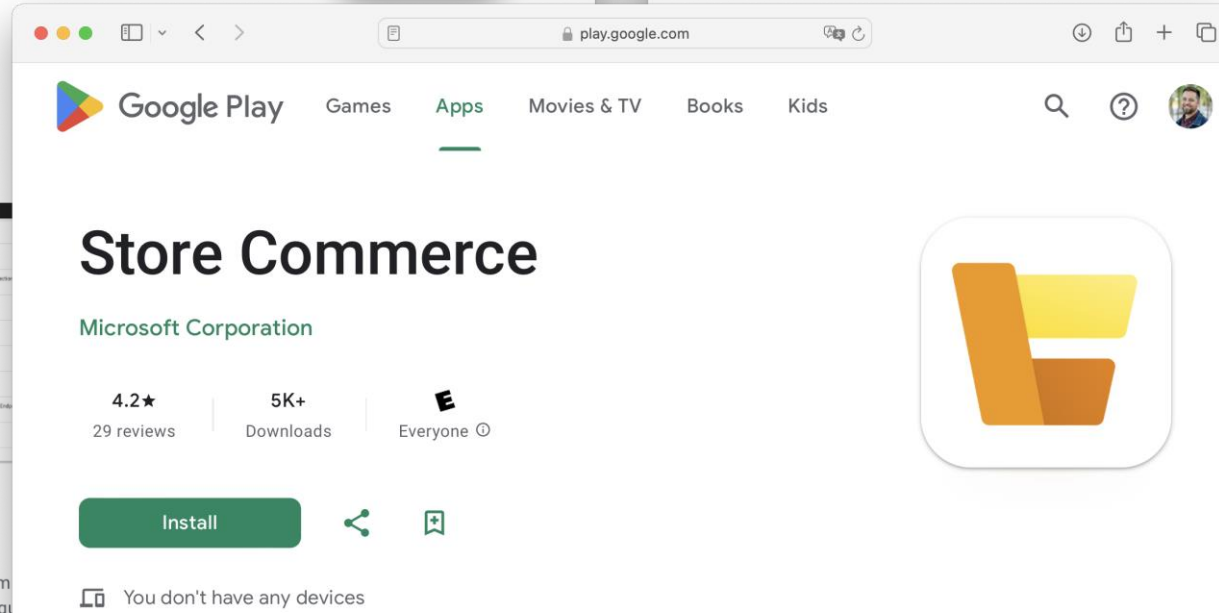 play.google.com
Google Play Games Apps Movies & TV Books Kids
Store Commerce
Microsoft Corporation
4.2★ 5K+ E
29 reviews Downloads Everyone
Install
You don't have any devices